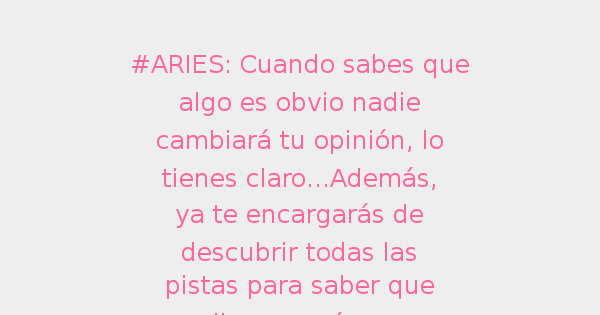 #ARIES: Cuando sabes que
algo es obvio nadie
cambiará tu opinión, lo
tienes claro...Además,
ya te encargarás de
descubrir todas las
pistas para saber que